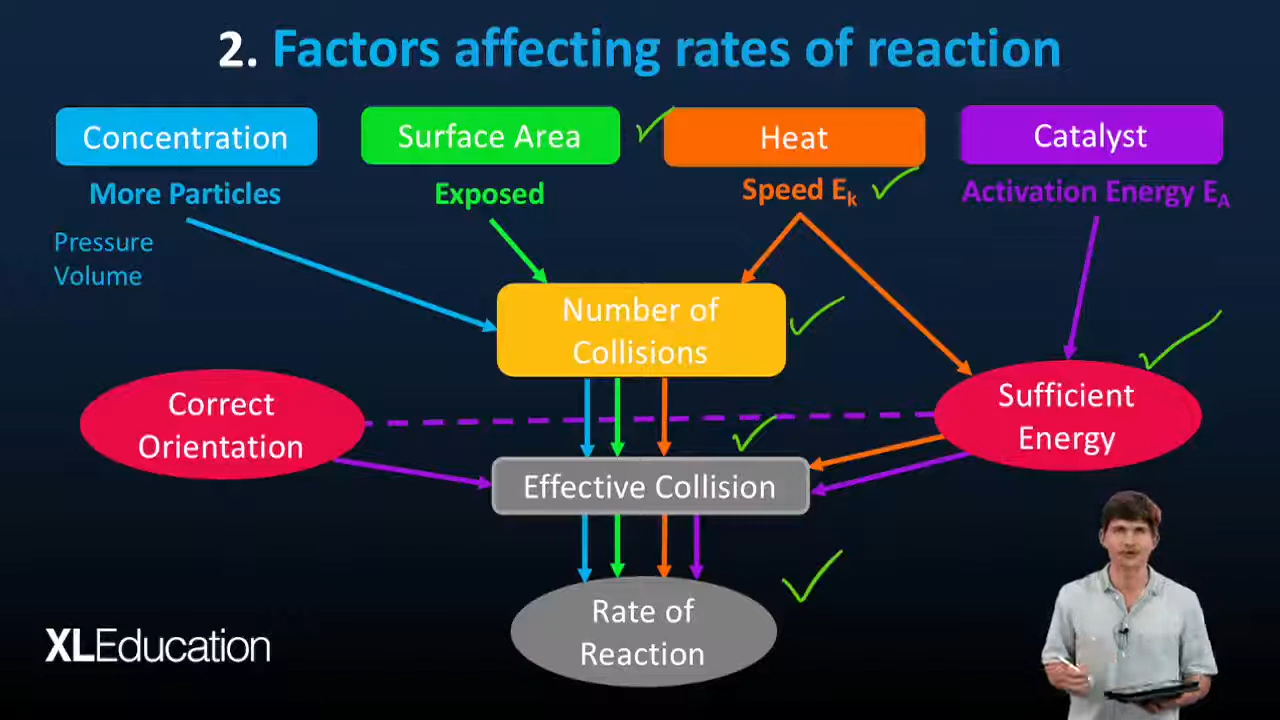 2. Factors affecting rates of reaction
Concentration
Surface Area
Heat
Catalyst
More Particles
Exposed
Speed Eₖ
Activation Energy E_A
Pressure
Volume
Number of
Collisions
Correct
Orientation
Sufficient
Energy
Effective Collision
Rate of
Reaction
XLEducation